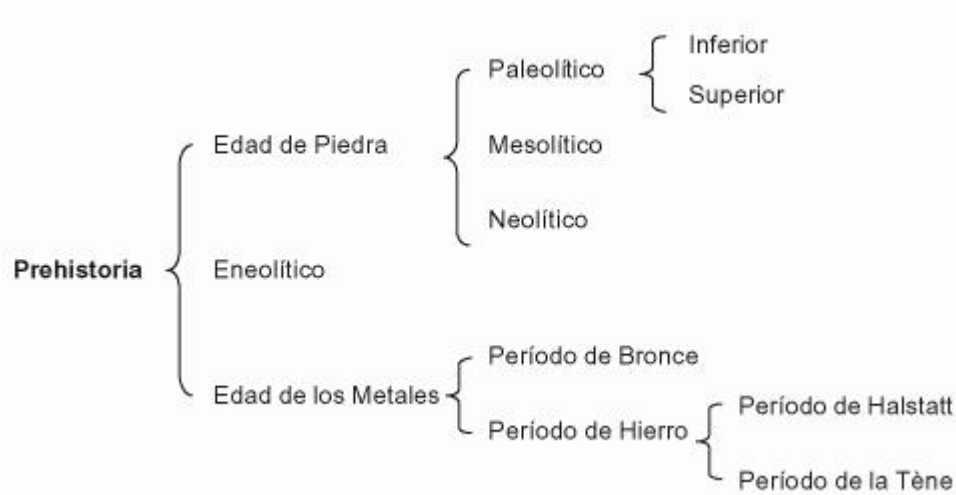 Prehistoria
Edad de Piedra
Paleolítico
Inferior
Superior
Mesolítico
Neolítico
Eneolítico
Edad de los Metales
Período de Bronce
Período de Hierro
Período de Halstatt
Período de la Tène